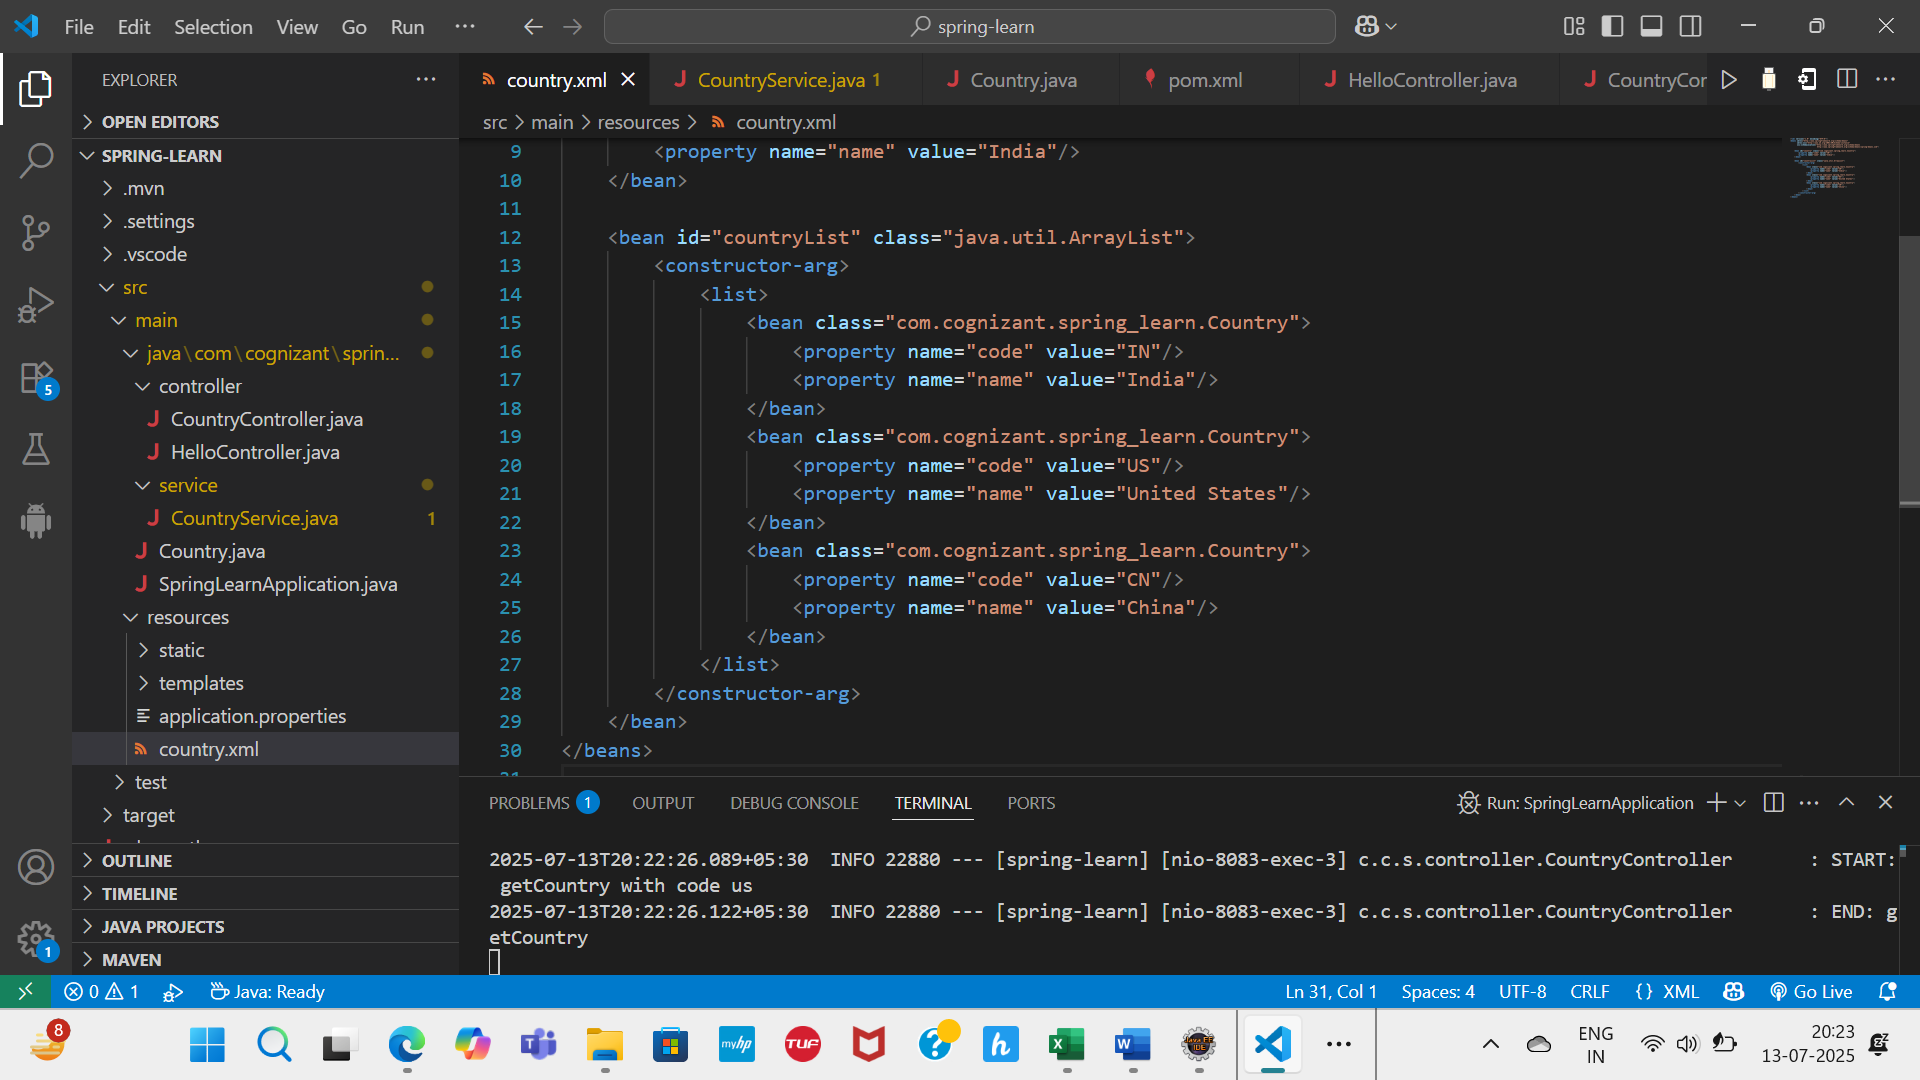 File Edit Selection View Go Run ··· spring-learn
EXPLORER
OPEN EDITORS
SPRING-LEARN
.mvn
.settings
.vscode
src
main
java\com\cognizant\sprin...
controller
CountryController.java
HelloController.java
service
CountryService.java 1
Country.java
SpringLearnApplication.java
resources
static
templates
application.properties
country.xml
test
target
OUTLINE
TIMELINE
JAVA PROJECTS
MAVEN
5
1
country.xml CountryService.java 1 Country.java pom.xml HelloController.java CountryCor
src > main > resources > country.xml
9 <property name="name" value="India"/>
10 </bean>
11
12 <bean id="countryList" class="java.util.ArrayList">
13 <constructor-arg>
14 <list>
15 <bean class="com.cognizant.spring_learn.Country">
16 <property name="code" value="IN"/>
17 <property name="name" value="India"/>
18 </bean>
19 <bean class="com.cognizant.spring_learn.Country">
20 <property name="code" value="US"/>
21 <property name="name" value="United States"/>
22 </bean>
23 <bean class="com.cognizant.spring_learn.Country">
24 <property name="code" value="CN"/>
25 <property name="name" value="China"/>
26 </bean>
27 </list>
28 </constructor-arg>
29 </bean>
30 </beans>
PROBLEMS 1 OUTPUT DEBUG CONSOLE TERMINAL PORTS Run: SpringLearnApplication
2025-07-13T20:22:26.089+05:30 INFO 22880 --- [spring-learn] [nio-8083-exec-3] c.c.s.controller.CountryController : START:
getCountry with code us
2025-07-13T20:22:26.122+05:30 INFO 22880 --- [spring-learn] [nio-8083-exec-3] c.c.s.controller.CountryController : END: g
etCountry
0 1 Java: Ready Ln 31, Col 1 Spaces: 4 UTF-8 CRLF {} XML Go Live
8 myhp TUF ENG
IN 20:23
13-07-2025